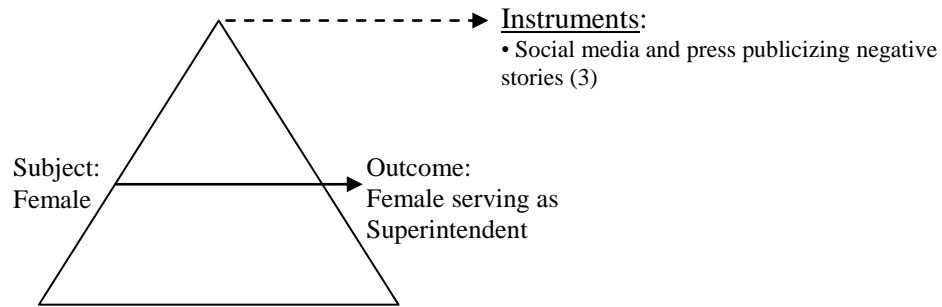 Instruments:
• Social media and press publicizing negative
stories (3)
Subject:
Female
Outcome:
Female serving as
Superintendent